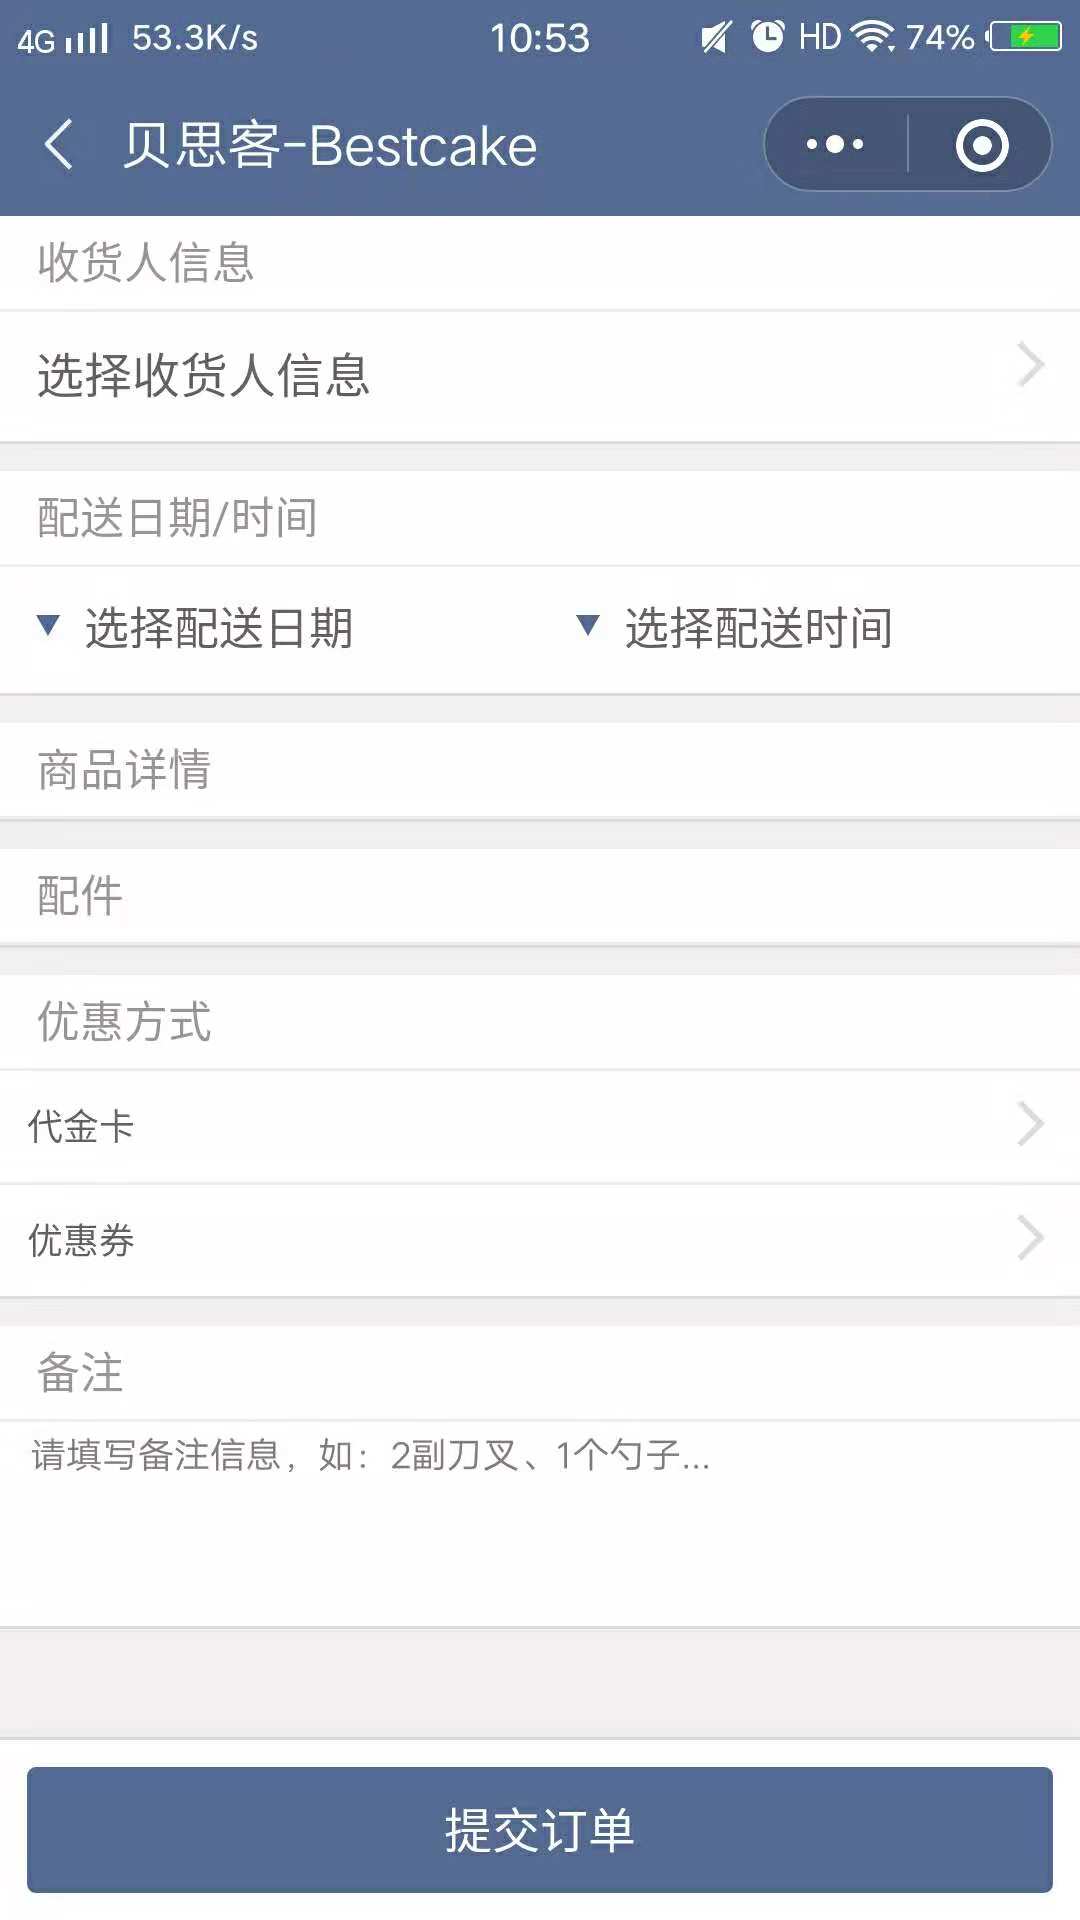 4G 53.3K/s 10:53 HD 74%
贝思客-Bestcake
收货人信息
选择收货人信息
配送日期/时间
选择配送日期 选择配送时间
商品详情
配件
优惠方式
代金卡
优惠券
备注
请填写备注信息，如：2副刀叉、1个勺子...
提交订单